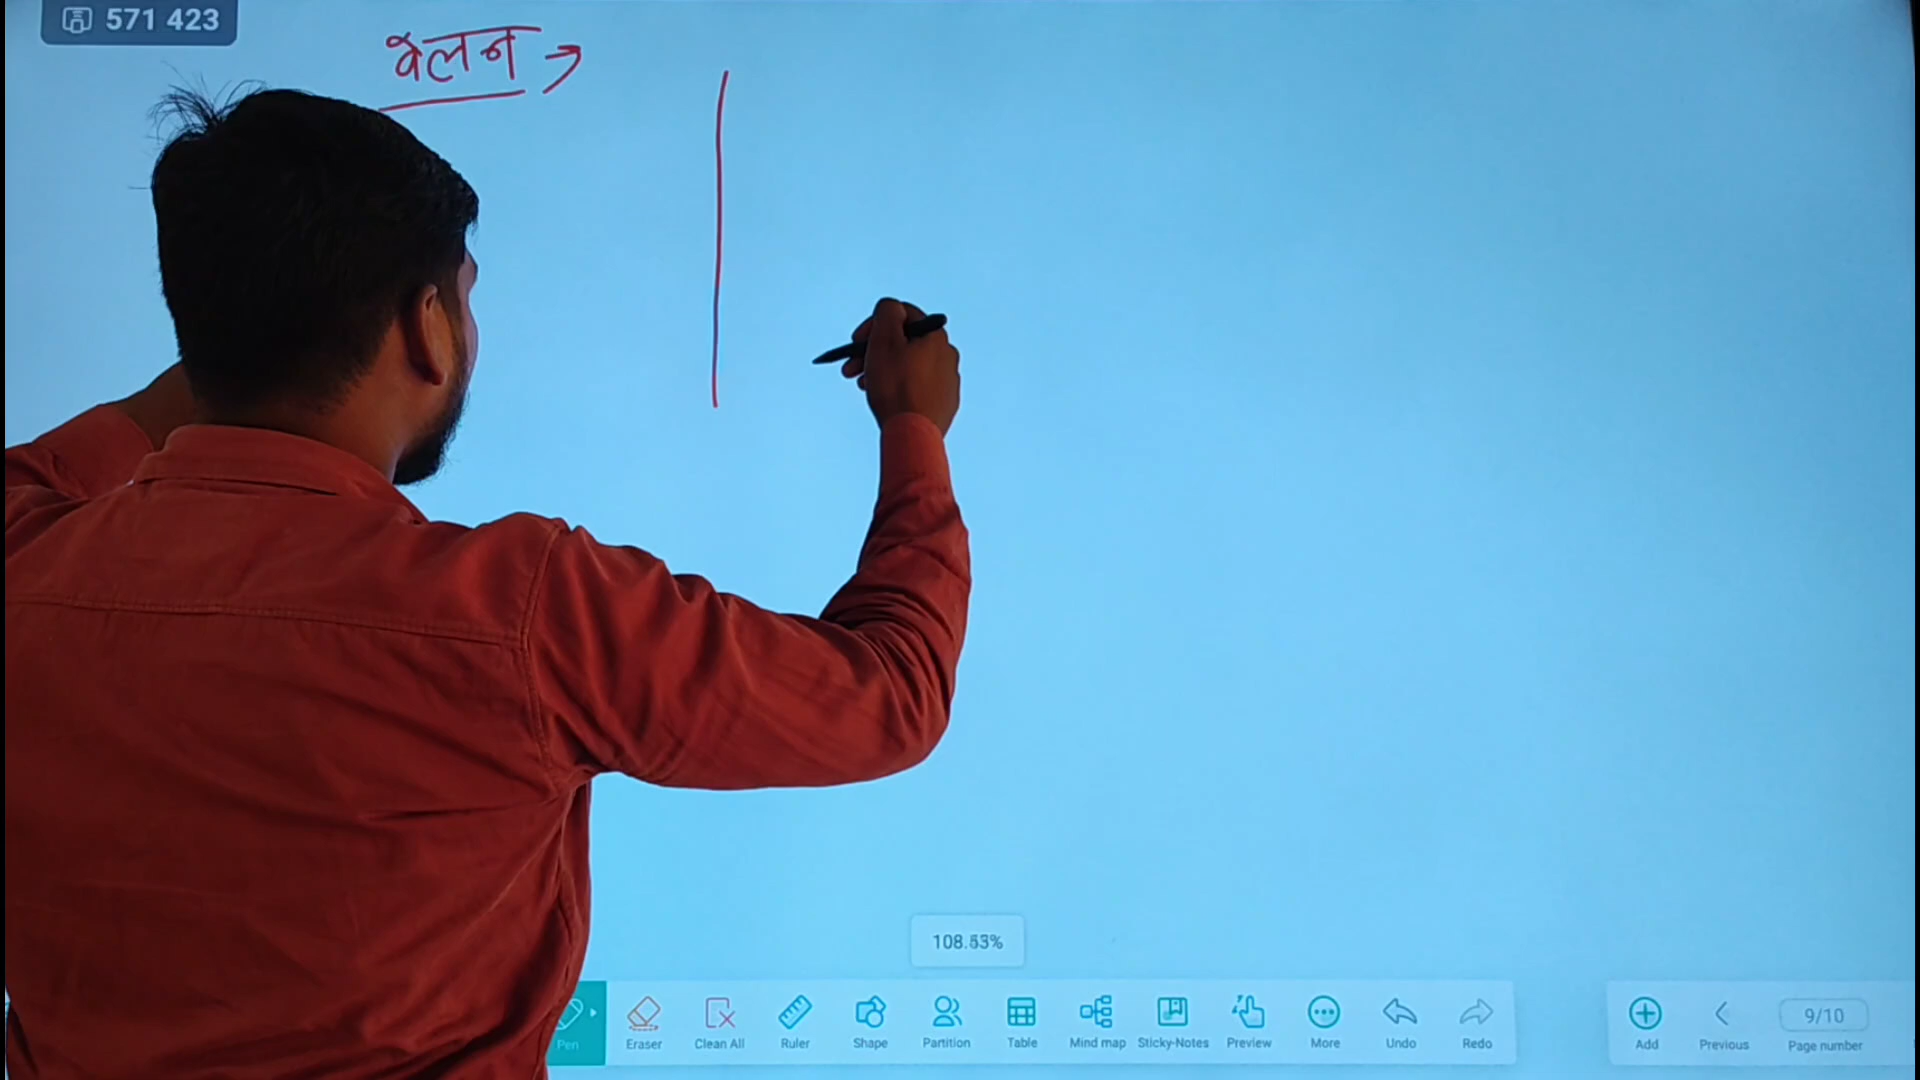 571 423
वेलन →
108.53%
Pen Eraser Clean All Ruler Shape Partition Table Mind map Sticky-Notes Preview More Undo Redo Add Previous 9/10 Page number